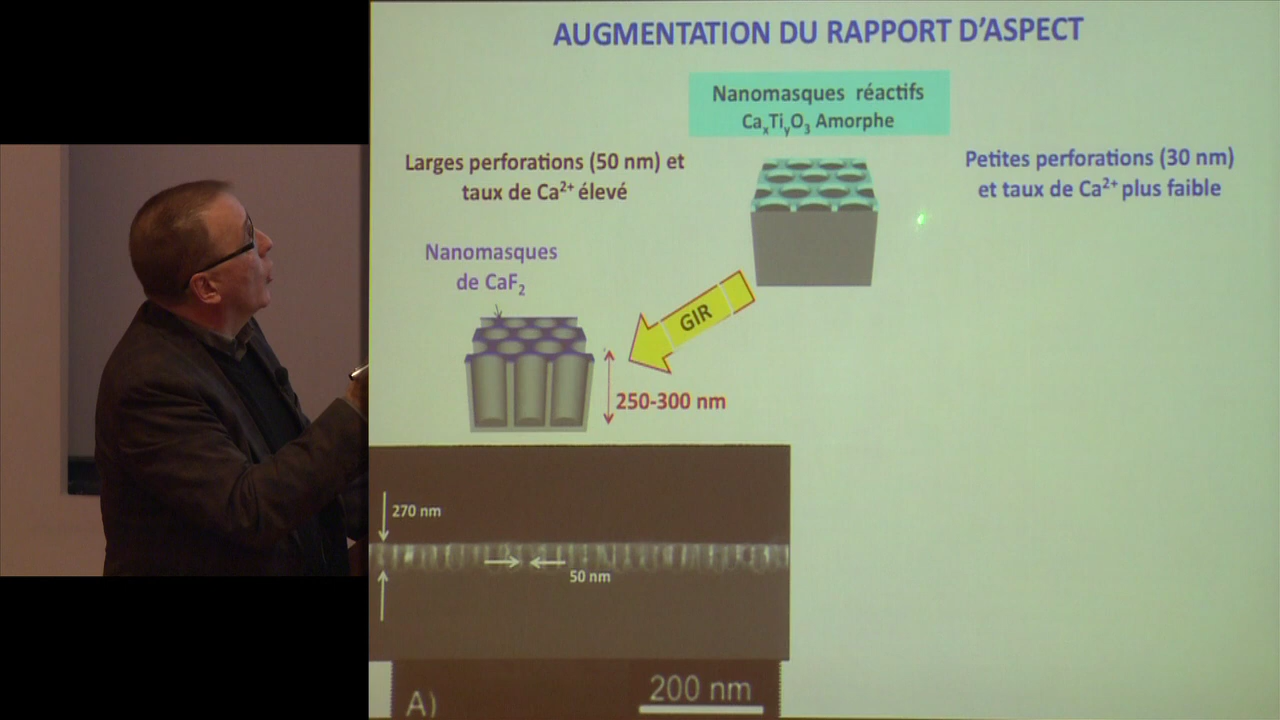 AUGMENTATION DU RAPPORT D'ASPECT
Nanomasques réactifs
CaxTiyO3 Amorphe
Larges perforations (50 nm) et
taux de Ca2+ élevé
Petites perforations (30 nm)
et taux de Ca2+ plus faible
Nanomasques
de CaF2
GIR
250-300 nm
270 nm
50 nm
A)
200 nm